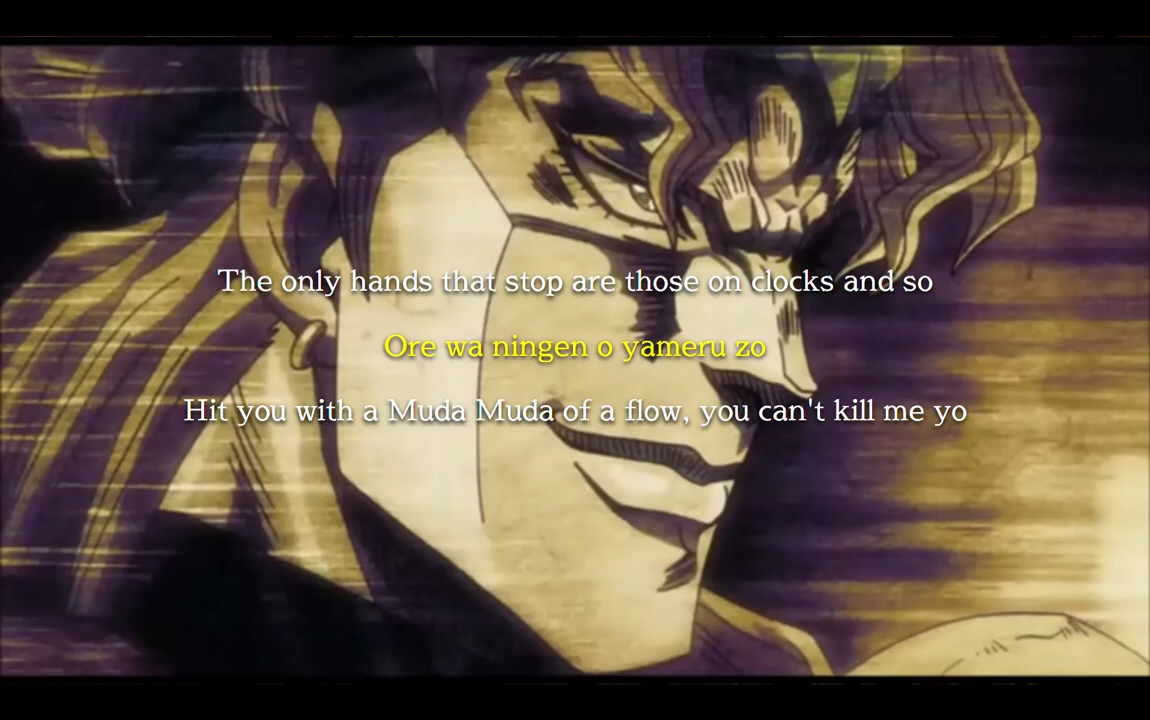 The only hands that stop are those on clocks and so
Ore wa ningen o yameru zo
Hit you with a Muda Muda of a flow, you can't kill me yo